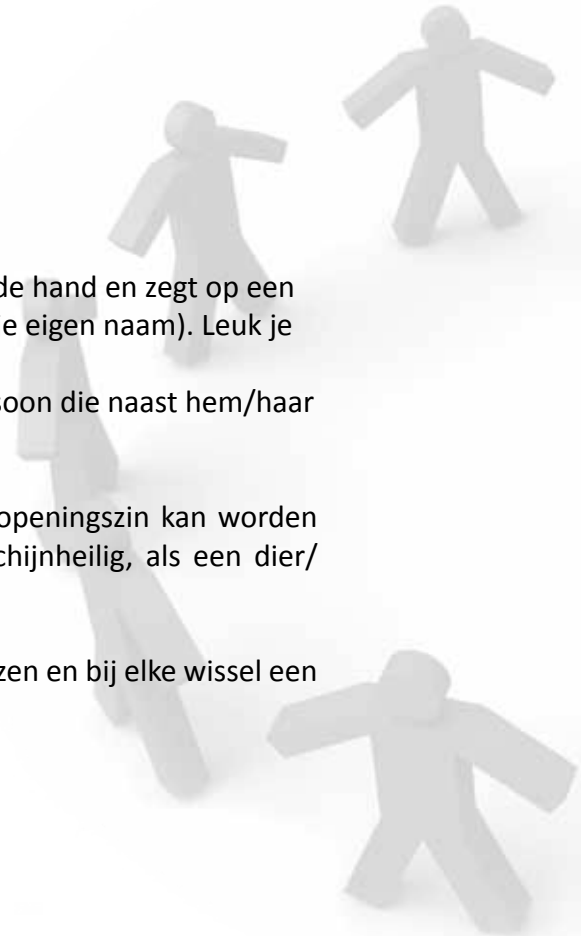 de hand en zegt op een
e eigen naam). Leuk je
soon die naast hem/haar
openingszin kan worden
chijnheilig, als een dier/
zen en bij elke wissel een